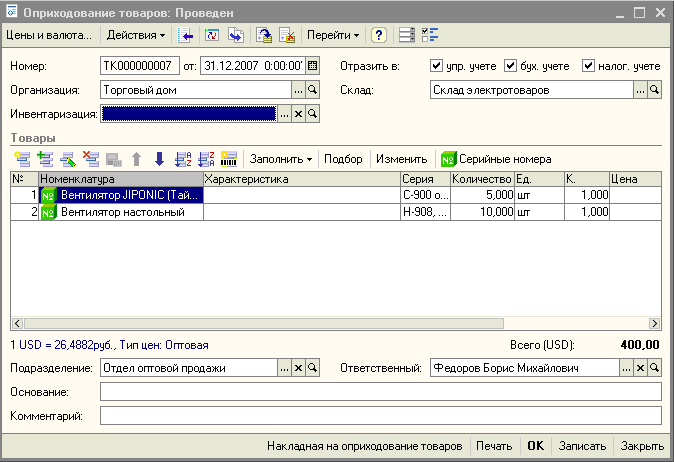 Оприходование товаров: Проведен
Цены и валюта... Действия Перейти
Номер: ТК000000007 от: 31.12.2007 0:00:00 Отразить в: упр. учете бух. учете налог. учете
Организация: Торговый дом ... Склад: Склад электротоваров ...
Инвентаризация: ...
Товары
Заполнить Подбор Изменить № Серийные номера
№ Номенклатура Характеристика Серия Количество Ед. К. Цена
1 № Вентилятор JIPONIC (Тай... С-900 о... 5,000 шт 1,000
2 № Вентилятор настольный Н-908, ... 10,000 шт 1,000
1 USD = 26,4882руб., Тип цен: Оптовая Всего (USD): 400,00
Подразделение: Отдел оптовой продажи ... Ответственный: Федоров Борис Михайлович ...
Основание:
Комментарий:
Накладная на оприходование товаров Печать OK Записать Закрыть